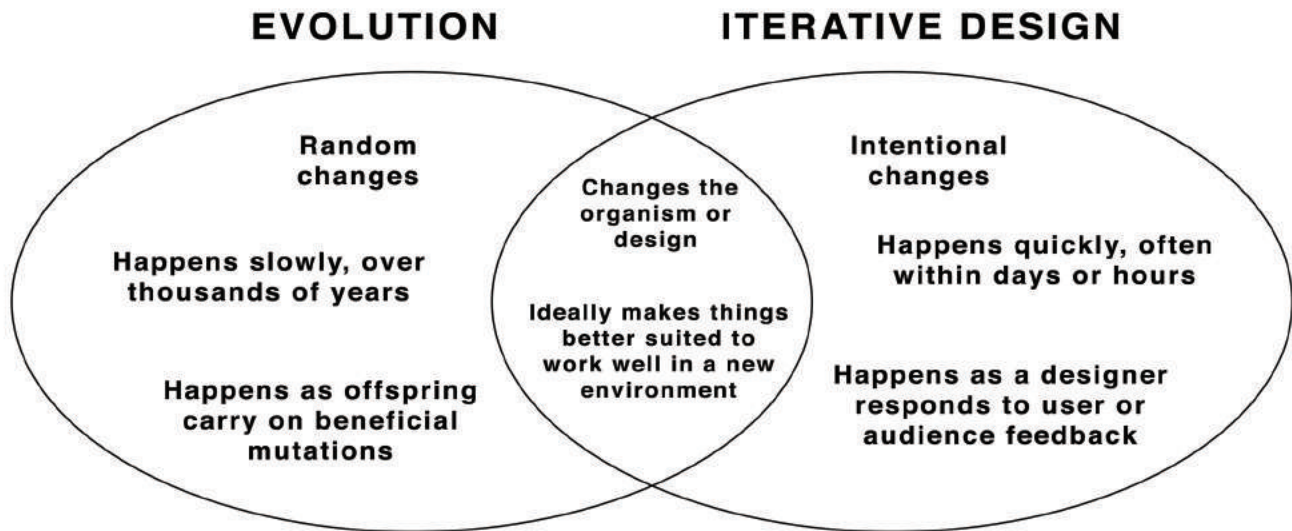 EVOLUTION
ITERATIVE DESIGN
Random
changes
Happens slowly, over
thousands of years
Happens as offspring
carry on beneficial
mutations
Changes the
organism or
design
Ideally makes things
better suited to
work well in a new
environment
Intentional
changes
Happens quickly, often
within days or hours
Happens as a designer
responds to user or
audience feedback